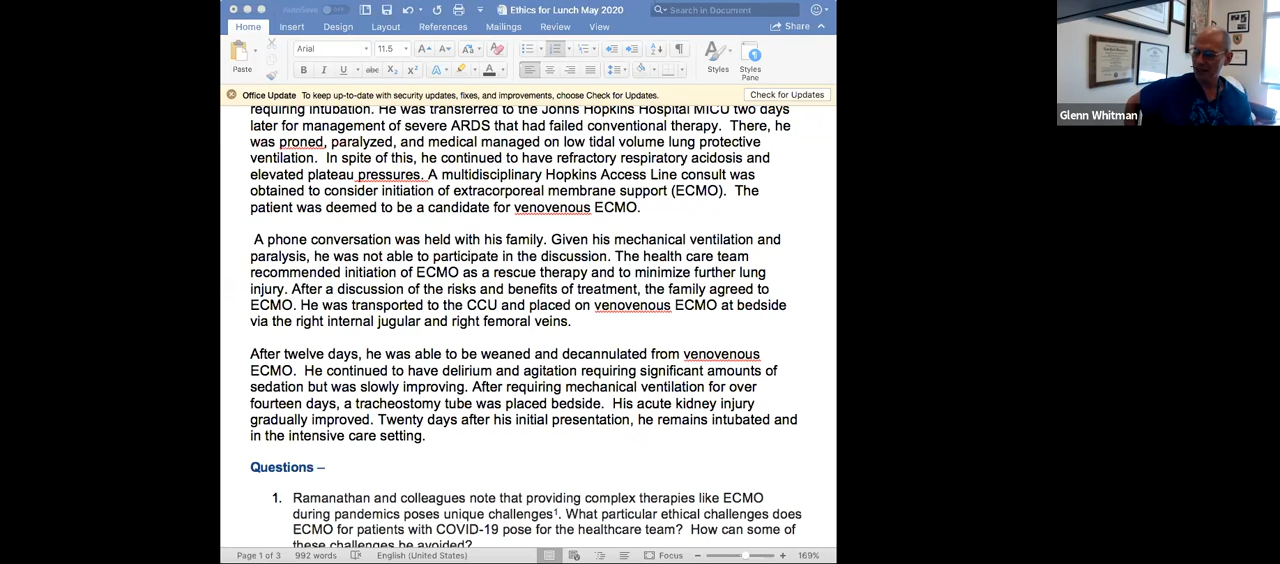 AutoSave
Ethics for Lunch May 2020
Search in Document
Home
Insert
Design
Layout
References
Mailings
Review
View
Share
Paste
Arial
11.5
Styles
Styles
Pane
Office Update To keep up-to-date with security updates, fixes, and improvements, choose Check for Updates.
Check for Updates
requiring intubation. He was transferred to the Johns Hopkins Hospital MICU two days
later for management of severe ARDS that had failed conventional therapy. There, he
was proned, paralyzed, and medical managed on low tidal volume lung protective
ventilation. In spite of this, he continued to have refractory respiratory acidosis and
elevated plateau pressures. A multidisciplinary Hopkins Access Line consult was
obtained to consider initiation of extracorporeal membrane support (ECMO). The
patient was deemed to be a candidate for venovenous ECMO.
A phone conversation was held with his family. Given his mechanical ventilation and
paralysis, he was not able to participate in the discussion. The health care team
recommended initiation of ECMO as a rescue therapy and to minimize further lung
injury. After a discussion of the risks and benefits of treatment, the family agreed to
ECMO. He was transported to the CCU and placed on venovenous ECMO at bedside
via the right internal jugular and right femoral veins.
After twelve days, he was able to be weaned and decannulated from venovenous
ECMO. He continued to have delirium and agitation requiring significant amounts of
sedation but was slowly improving. After requiring mechanical ventilation for over
fourteen days, a tracheostomy tube was placed bedside. His acute kidney injury
gradually improved. Twenty days after his initial presentation, he remains intubated and
in the intensive care setting.
Questions –
1. Ramanathan and colleagues note that providing complex therapies like ECMO
during pandemics poses unique challenges¹. What particular ethical challenges does
ECMO for patients with COVID-19 pose for the healthcare team? How can some of
these challenges be avoided?
Page 1 of 3
992 words
English (United States)
Focus
169%
Glenn Whitman